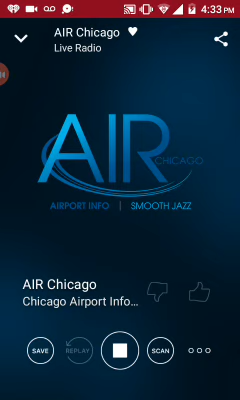 4:33 PM
AIR Chicago
Live Radio
AIR
CHICAGO
AIRPORT INFO | SMOOTH JAZZ
AIR Chicago
Chicago Airport Info...
SAVE
REPLAY
SCAN